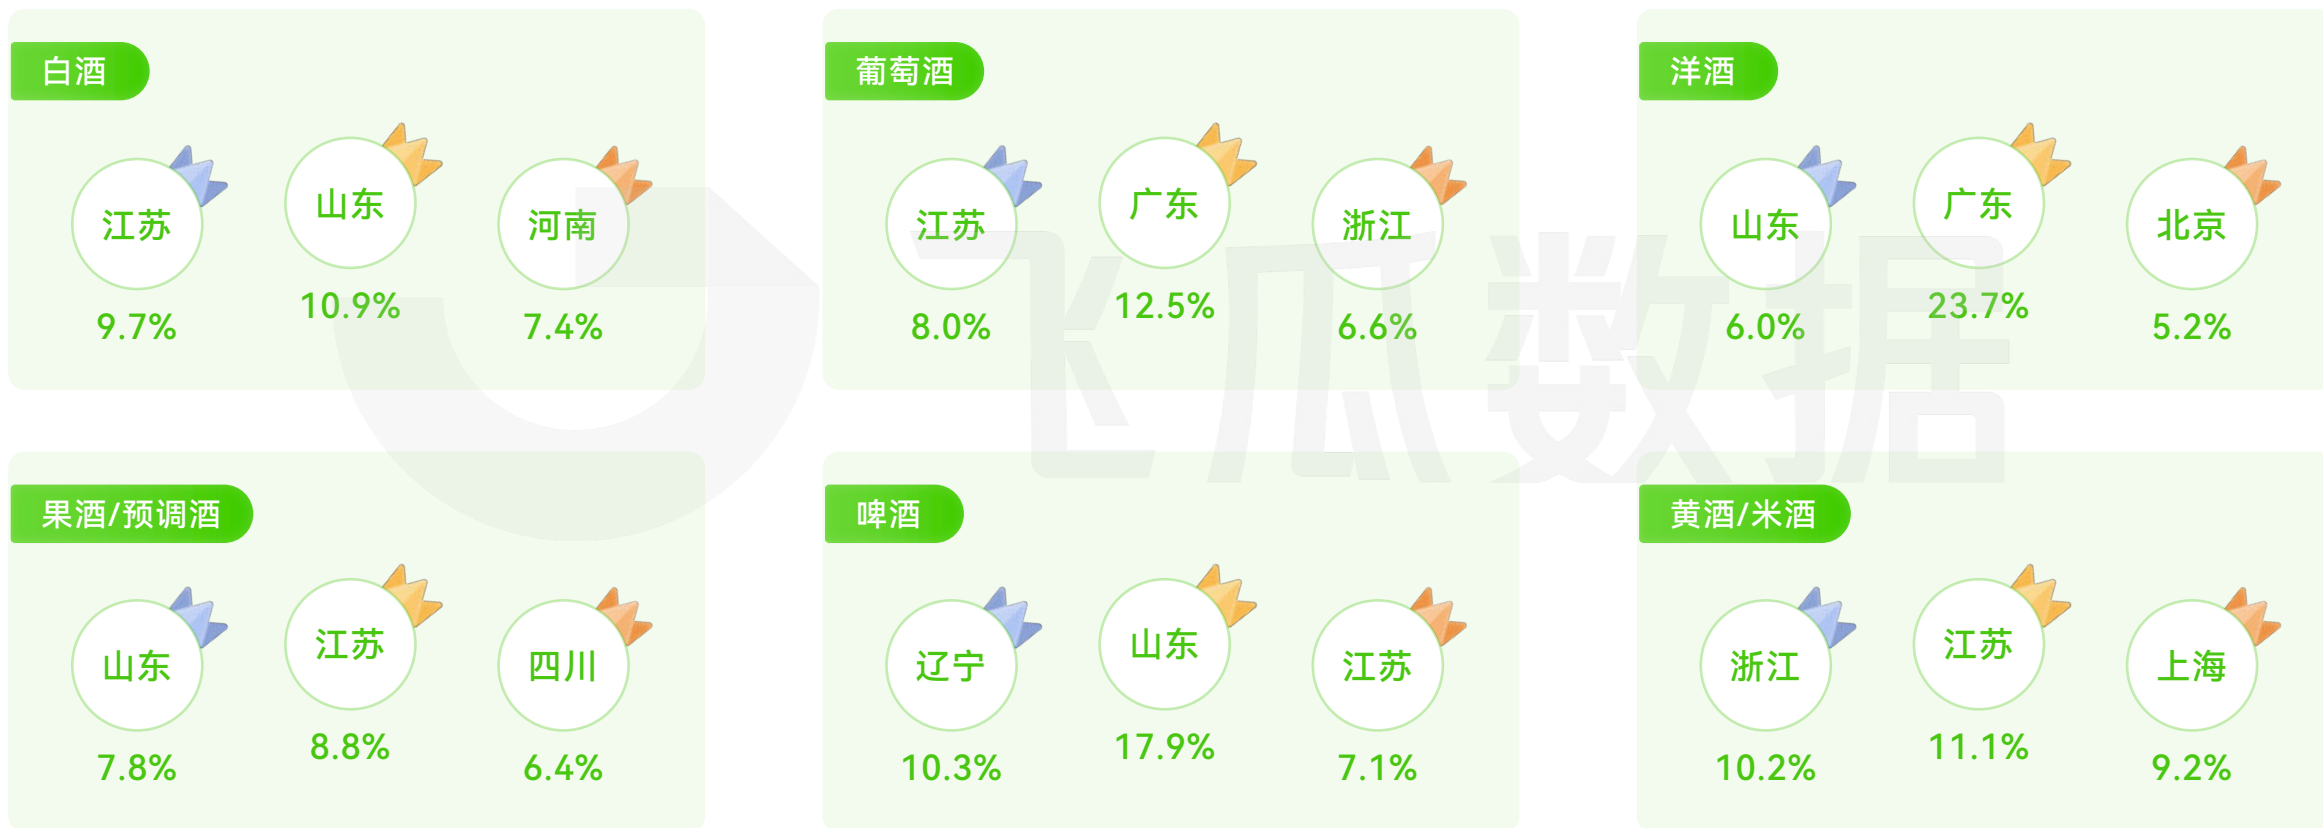 白酒
江苏
山东
河南
9.7%
10.9%
7.4%
葡萄酒
江苏
广东
浙江
8.0%
12.5%
6.6%
洋酒
山东
广东
北京
6.0%
23.7%
5.2%
果酒/预调酒
山东
江苏
四川
7.8%
8.8%
6.4%
啤酒
辽宁
山东
江苏
10.3%
17.9%
7.1%
黄酒/米酒
浙江
江苏
上海
10.2%
11.1%
9.2%
飞瓜数据